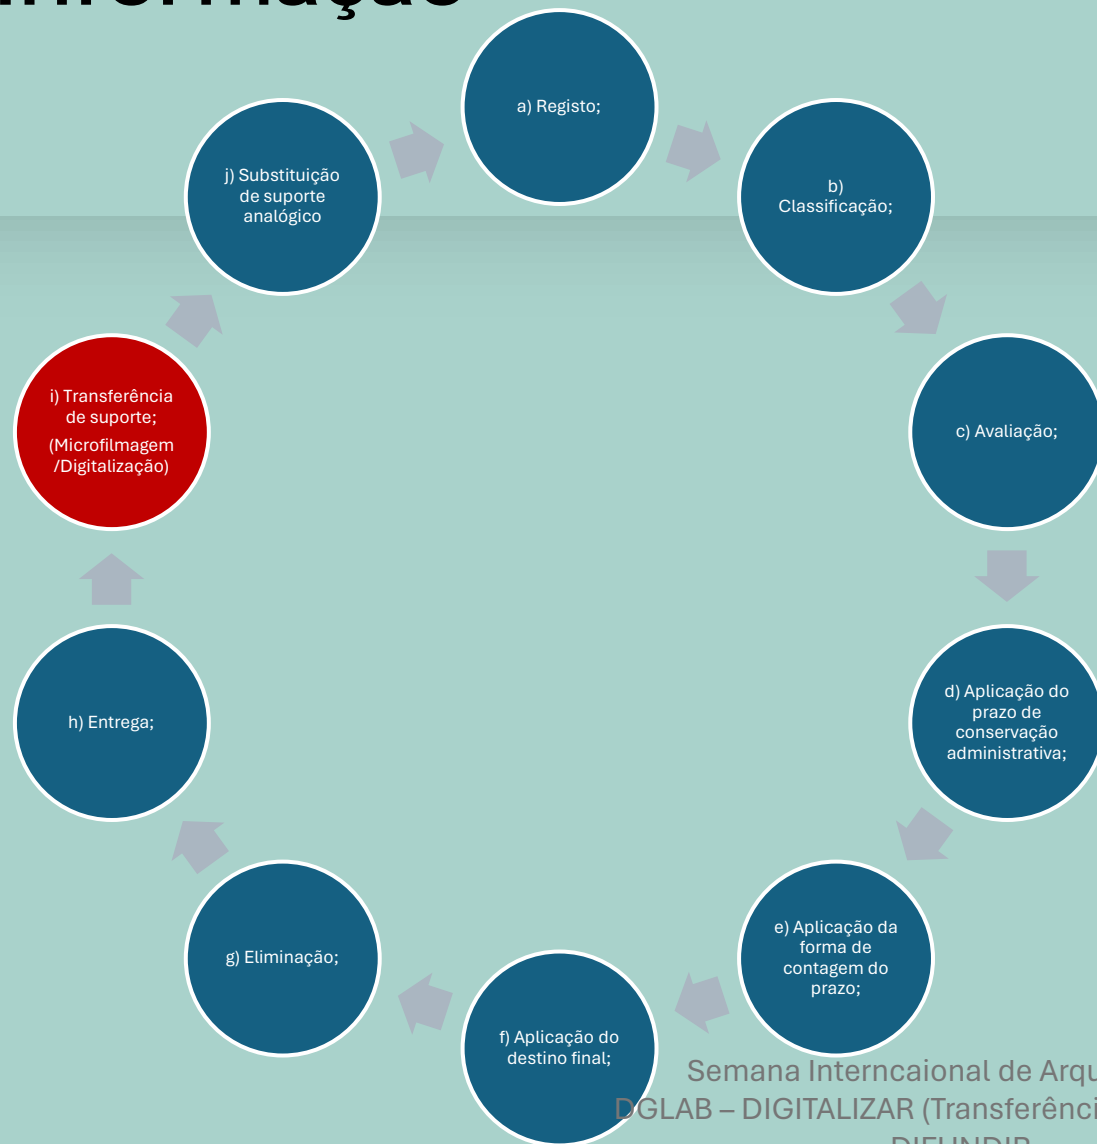 informação
a) Registo;
b)
Classificação;
c) Avaliação;
d) Aplicação do
prazo de
conservação
administrativa;
e) Aplicação da
forma de
contagem do
prazo;
f) Aplicação do
destino final;
g) Eliminação;
h) Entrega;
i) Transferência
de suporte;
(Microfilmagem
/Digitalização)
j) Substituição
de suporte
analógico
Semana Interncaional de Arqu
DGLAB – DIGITALIZAR (Transferênci
DIFUNDIR